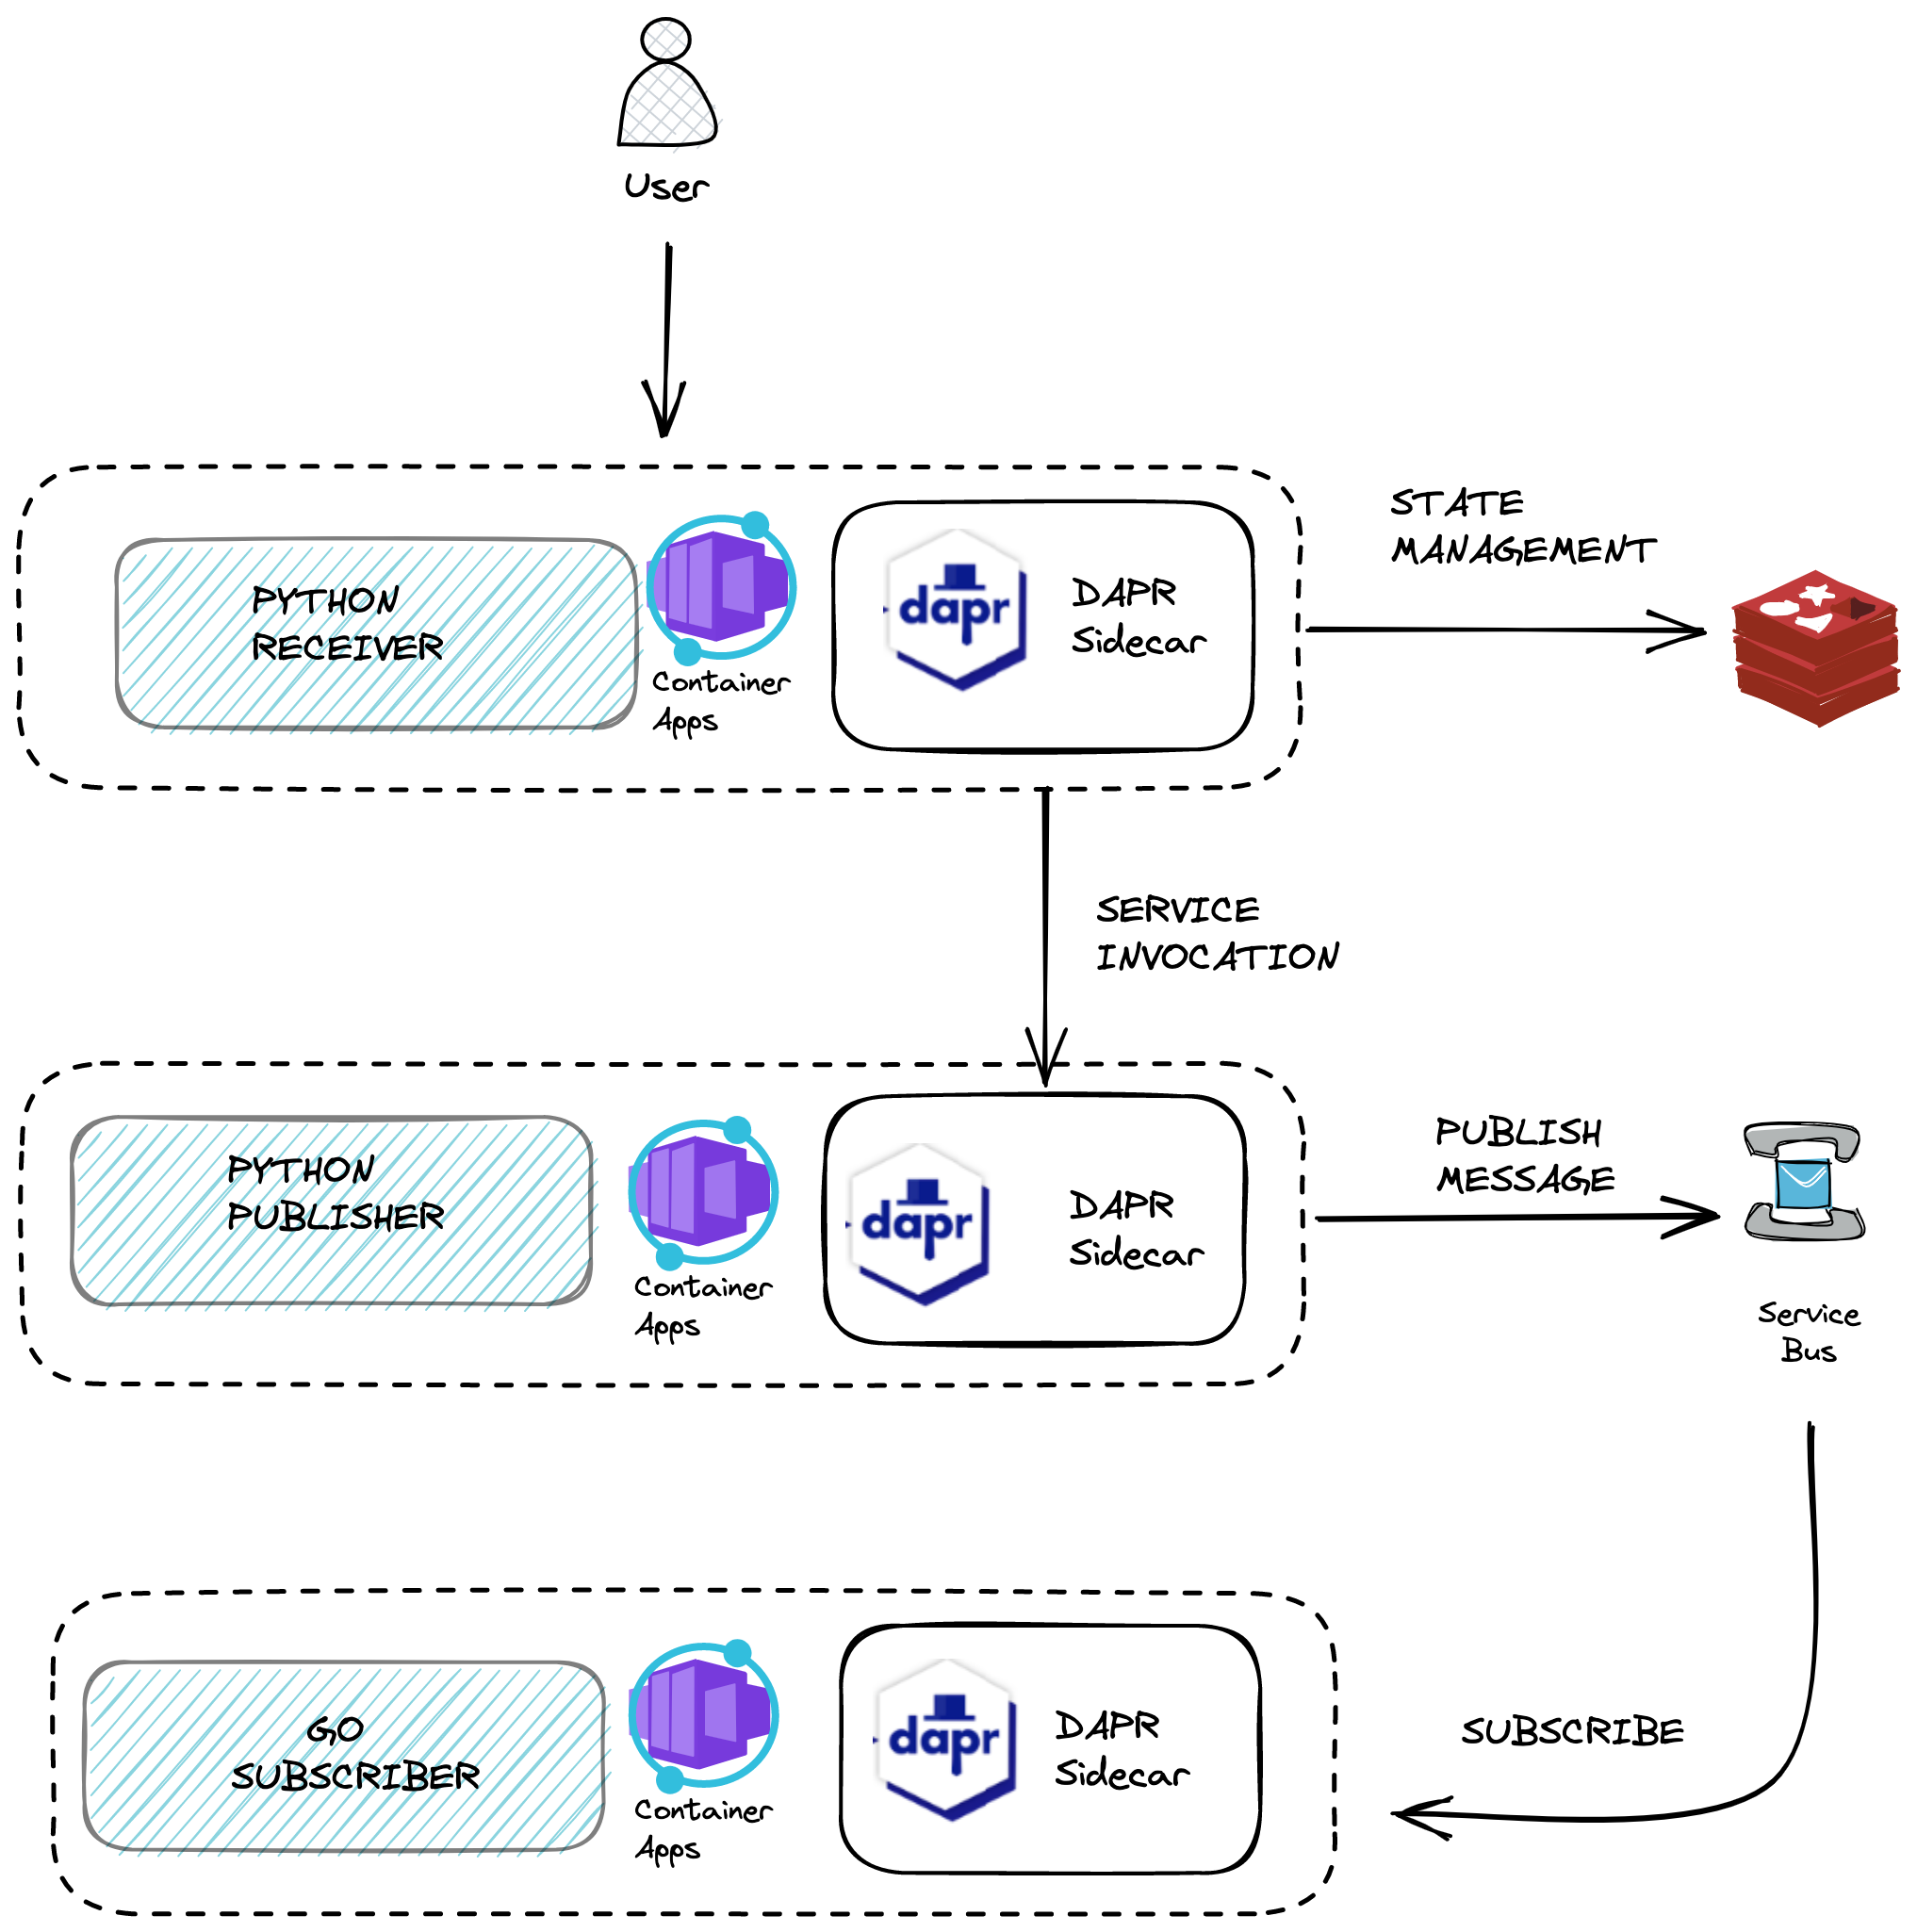 User
STATE
MANAGEMENT
PYTHON
RECEIVER
Container
Apps
dapr
DAPR
Sidecar
SERVICE
INVOCATION
PYTHON
PUBLISHER
Container
Apps
dapr
DAPR
Sidecar
PUBLISH
MESSAGE
Service
Bus
GO
SUBSCRIBER
Container
Apps
dapr
DAPR
Sidecar
SUBSCRIBE